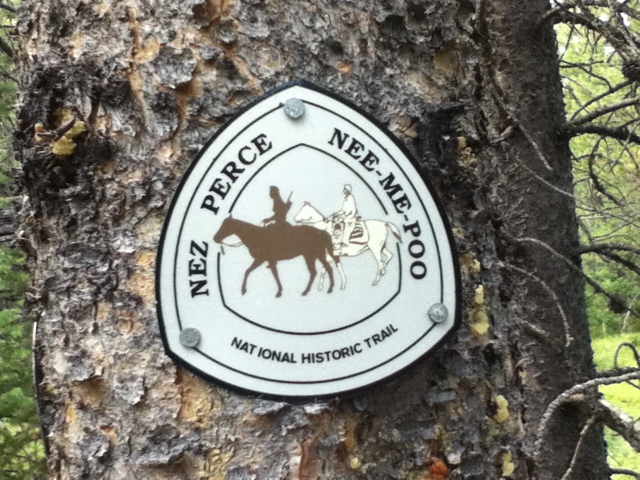 NEZ PERCE
NEE-ME-POO
NATIONAL HISTORIC TRAIL